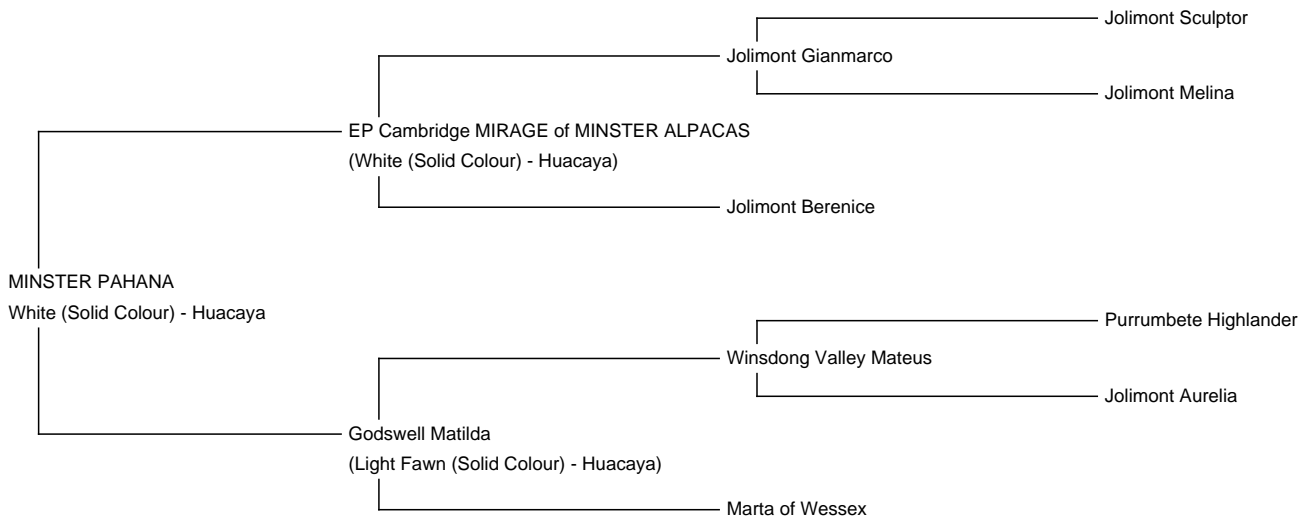 Jolimont Sculptor
Jolimont Gianmarco
Jolimont Melina
EP Cambridge MIRAGE of MINSTER ALPACAS
(White (Solid Colour) - Huacaya)
Jolimont Berenice
MINSTER PAHANA
White (Solid Colour) - Huacaya
Purrumbete Highlander
Winsdong Valley Mateus
Jolimont Aurelia
Godswell Matilda
(Light Fawn (Solid Colour) - Huacaya)
Marta of Wessex